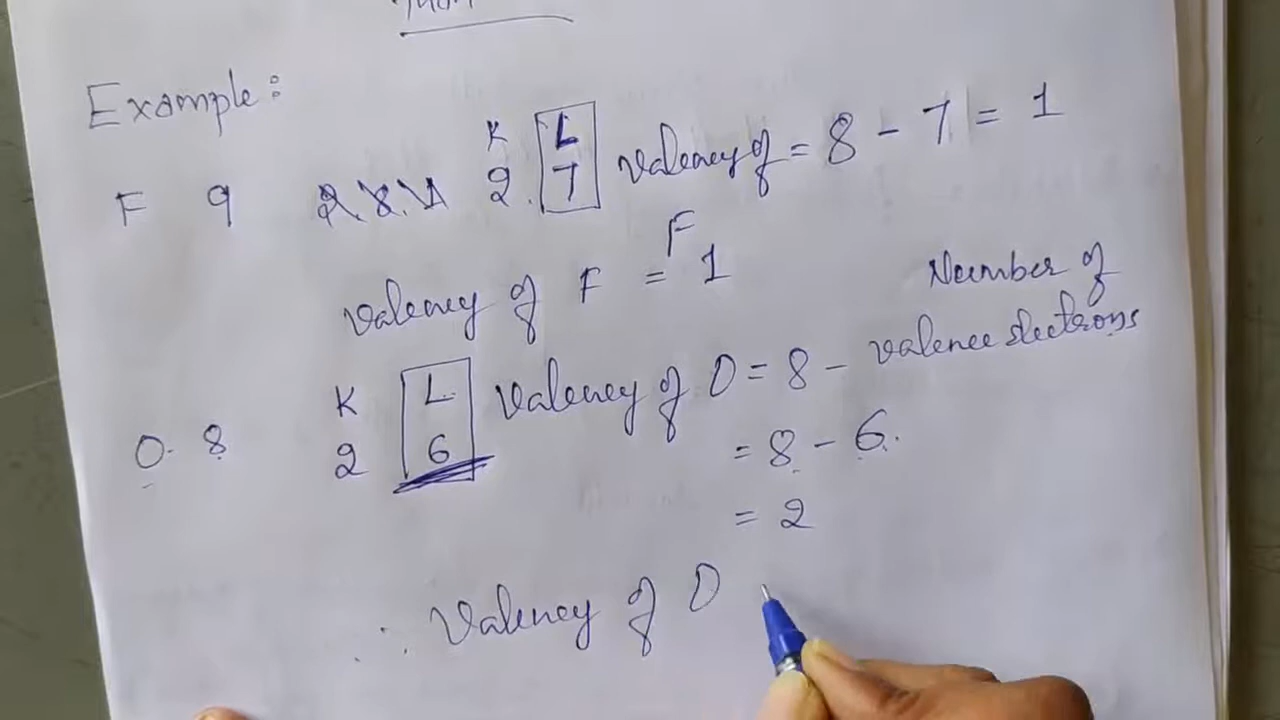 Example:
K L
F 9 2.8.1 2. 7 Valency of = 8 - 7 = 1
F
Valency of F = 1
Number of
K L Valency of O = 8 - valence electrons
O. 8 2 6 = 8 - 6.
= 2
∴ Valency of O